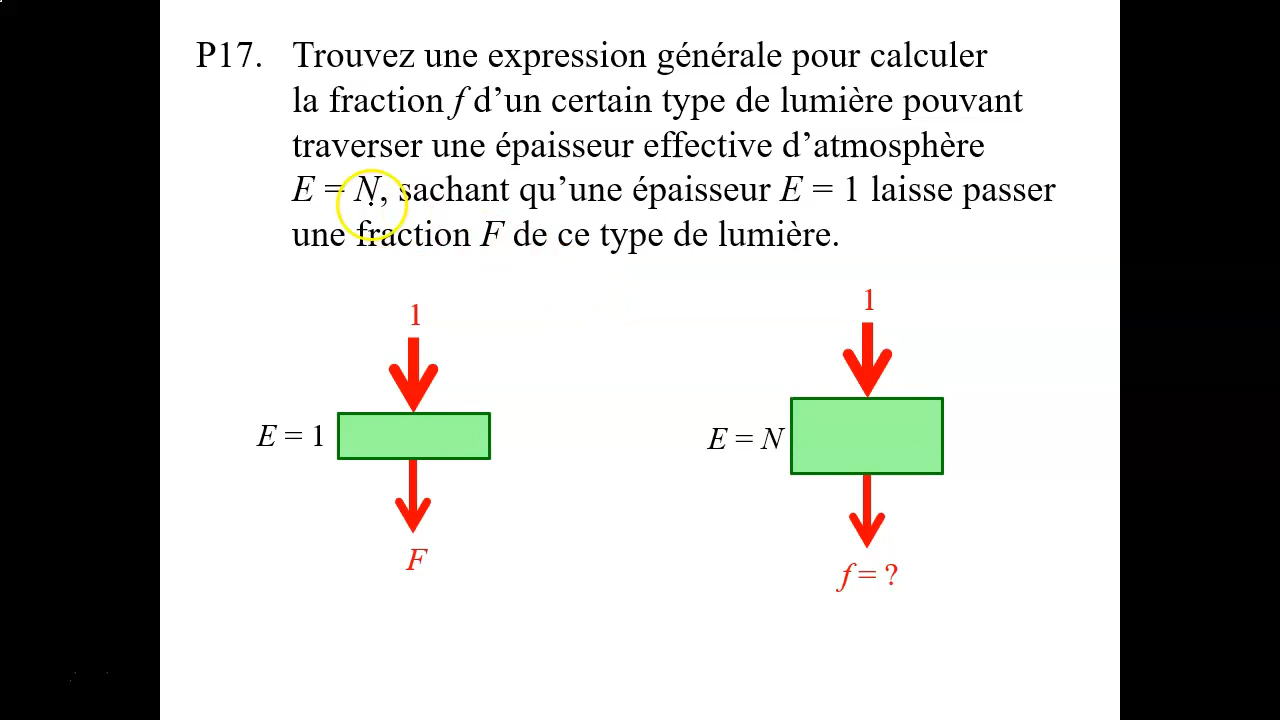 P17. Trouvez une expression générale pour calculer
la fraction f d’un certain type de lumière pouvant
traverser une épaisseur effective d’atmosphère
E = N, sachant qu’une épaisseur E = 1 laisse passer
une fraction F de ce type de lumière.
1
1
E = 1
E = N
F
f = ?